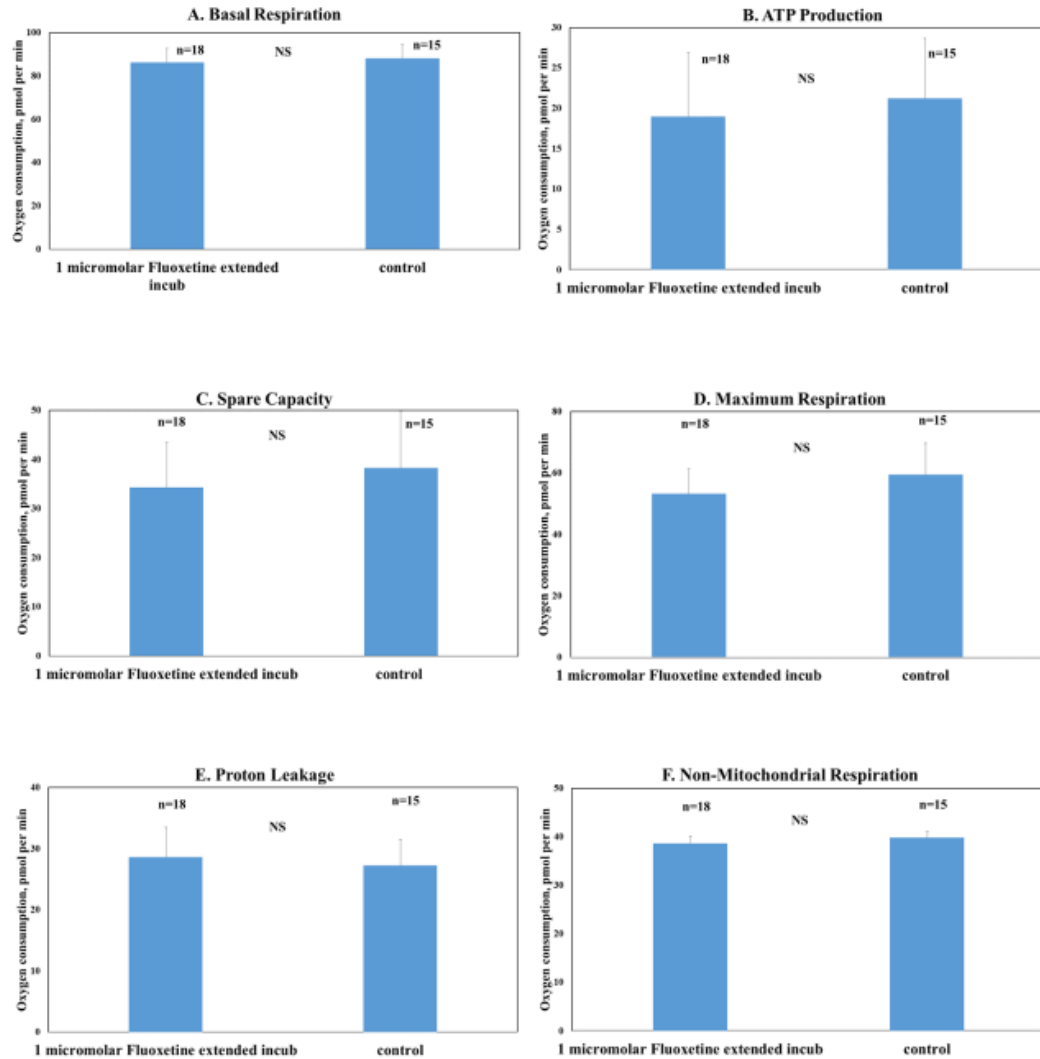 A. Basal Respiration
Oxygen consumption, pmol per min
100
80
60
40
20
0
n=18
NS
n=15
1 micromolar Fluoxetine extended
incub
control
B. ATP Production
Oxygen consumption, pmol per min
30
25
20
15
10
5
0
n=18
NS
n=15
1 micromolar Fluoxetine extended incub
control
C. Spare Capacity
Oxygen consumption, pmol per min
50
40
30
20
10
0
n=18
NS
n=15
1 micromolar Fluoxetine extended incub
control
D. Maximum Respiration
Oxygen consumption, pmol per min
80
60
40
20
0
n=18
NS
n=15
1 micromolar Fluoxetine extended incub
control
E. Proton Leakage
Oxygen consumption, pmol per min
40
30
20
10
0
n=18
NS
n=15
1 micromolar Fluoxetine extended incub
control
F. Non-Mitochondrial Respiration
Oxygen consumption, pmol per min
50
40
30
20
10
0
n=18
NS
n=15
1 micromolar Fluoxetine extended incub
control